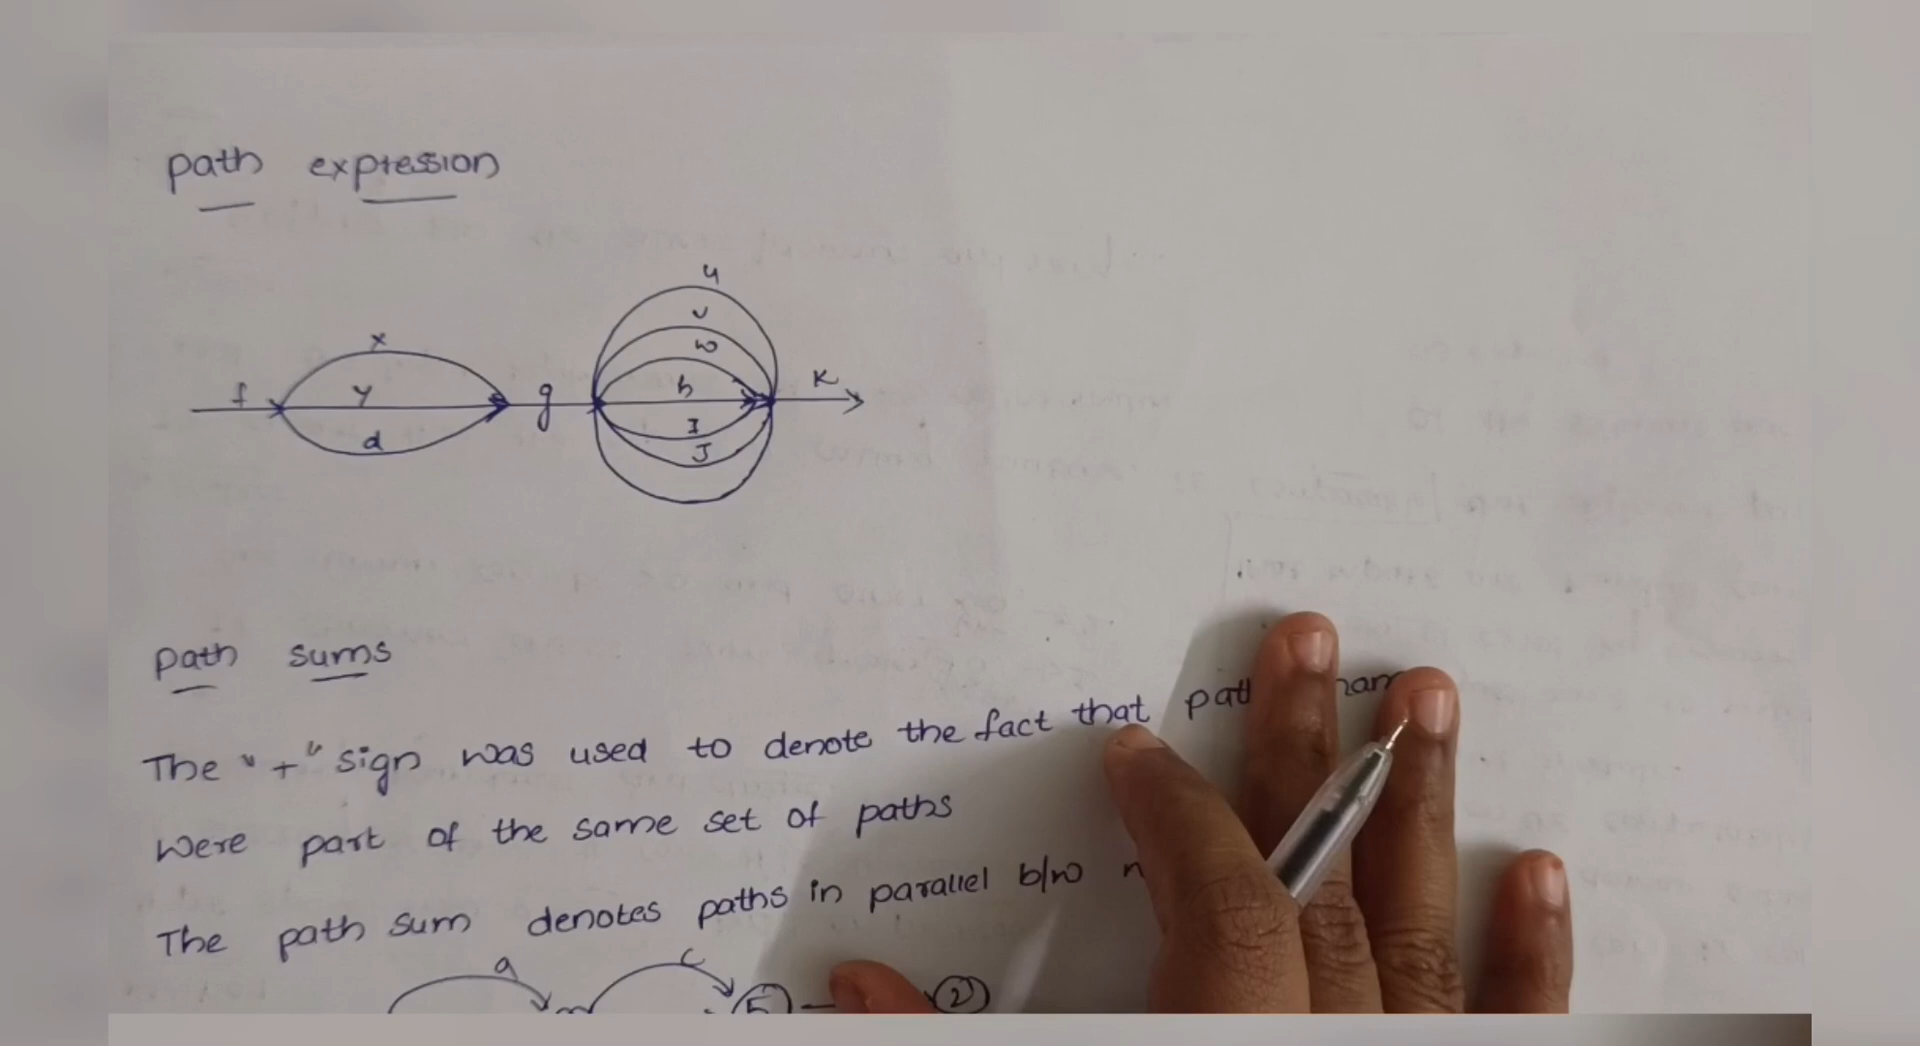 path expression
u
v
x
w
f
y
g
h
K
d
I
J
path sums
The "+" sign was used to denote the fact that
were part of the same set of paths
The path sum denotes paths in parallel b/w
a
c
5
2